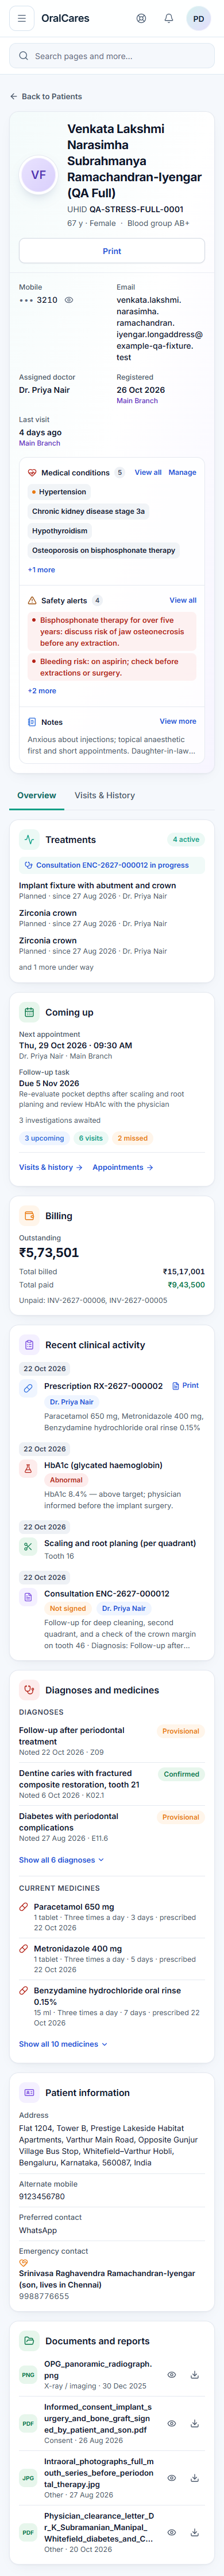 OralCares
PD
Search pages and more...
Back to Patients
VF
Venkata Lakshmi
Narasimha
Subrahmanya
Ramachandran-Iyengar
(QA Full)
UHID QA-STRESS-FULL-0001
67 y · Female · Blood group AB+
Print
Mobile
••• 3210
Email
venkata.lakshmi.
narasimha.
ramachandran.
iyengar.longaddress@
example-qa-fixture.
test
Assigned doctor
Dr. Priya Nair
Registered
26 Oct 2026
Main Branch
Last visit
4 days ago
Main Branch
Medical conditions 5 View all Manage
Hypertension
Chronic kidney disease stage 3a
Hypothyroidism
Osteoporosis on bisphosphonate therapy
+1 more
Safety alerts 4 View all
Bisphosphonate therapy for over five
years: discuss risk of jaw osteonecrosis
before any extraction.
Bleeding risk: on aspirin; check before
extractions or surgery.
+2 more
Notes View more
Anxious about injections; topical anaesthetic
first and short appointments. Daughter-in-law...
Overview Visits & History
Treatments 4 active
Consultation ENC-2627-000012 in progress
Implant fixture with abutment and crown
Planned · since 27 Aug 2026 · Dr. Priya Nair
Zirconia crown
Planned · since 27 Aug 2026 · Dr. Priya Nair
Zirconia crown
Planned · since 27 Aug 2026 · Dr. Priya Nair
and 1 more under way
Coming up
Next appointment
Thu, 29 Oct 2026 · 09:30 AM
Dr. Priya Nair · Main Branch
Follow-up task
Due 5 Nov 2026
Re-evaluate pocket depths after scaling and root
planing and review HbA1c with the physician
3 investigations awaited
3 upcoming 6 visits 2 missed
Visits & history → Appointments →
Billing
Outstanding
₹5,73,501
Total billed ₹15,17,001
Total paid ₹9,43,500
Unpaid: INV-2627-00006, INV-2627-00005
Recent clinical activity
22 Oct 2026
Prescription RX-2627-000002 Print
Dr. Priya Nair
Paracetamol 650 mg, Metronidazole 400 mg,
Benzydamine hydrochloride oral rinse 0.15%
22 Oct 2026
HbA1c (glycated haemoglobin)
Abnormal
HbA1c 8.4% — above target; physician
informed before the implant surgery.
22 Oct 2026
Scaling and root planing (per quadrant)
Tooth 16
22 Oct 2026
Consultation ENC-2627-000012
Not signed Dr. Priya Nair
Follow-up for deep cleaning, second
quadrant, and a check of the crown margin
on tooth 46 · Diagnosis: Follow-up after...
Diagnoses and medicines
DIAGNOSES
Follow-up after periodontal
treatment
Provisional
Noted 22 Oct 2026 · Z09
Dentine caries with fractured
composite restoration, tooth 21
Confirmed
Noted 6 Oct 2026 · K02.1
Diabetes with periodontal
complications
Provisional
Noted 27 Aug 2026 · E11.6
Show all 6 diagnoses
CURRENT MEDICINES
Paracetamol 650 mg
1 tablet · Three times a day · 3 days · prescribed
22 Oct 2026
Metronidazole 400 mg
1 tablet · Three times a day · 5 days · prescribed
22 Oct 2026
Benzydamine hydrochloride oral rinse
0.15%
15 ml · Three times a day · 7 days · prescribed 22
Oct 2026
Show all 10 medicines
Patient information
Address
Flat 1204, Tower B, Prestige Lakeside Habitat
Apartments, Varthur Main Road, Opposite Gunjur
Village Bus Stop, Whitefield–Varthur Hobli,
Bengaluru, Karnataka, 560087, India
Alternate mobile
9123456780
Preferred contact
WhatsApp
Emergency contact
Srinivasa Raghavendra Ramachandran-Iyengar
(son, lives in Chennai)
9988776655
Documents and reports
PNG
OPG_panoramic_radiograph.
png
X-ray / imaging · 30 Dec 2025
PDF
Informed_consent_implant_s
urgery_and_bone_graft_sign
ed_by_patient_and_son.pdf
Consent · 26 Aug 2026
JPG
Intraoral_photographs_full_m
outh_series_before_periodon
tal_therapy.jpg
Other · 27 Aug 2026
PDF
Physician_clearance_letter_D
r_K_Subramanian_Manipal_
Whitefield_diabetes_and_C...
Other · 20 Oct 2026